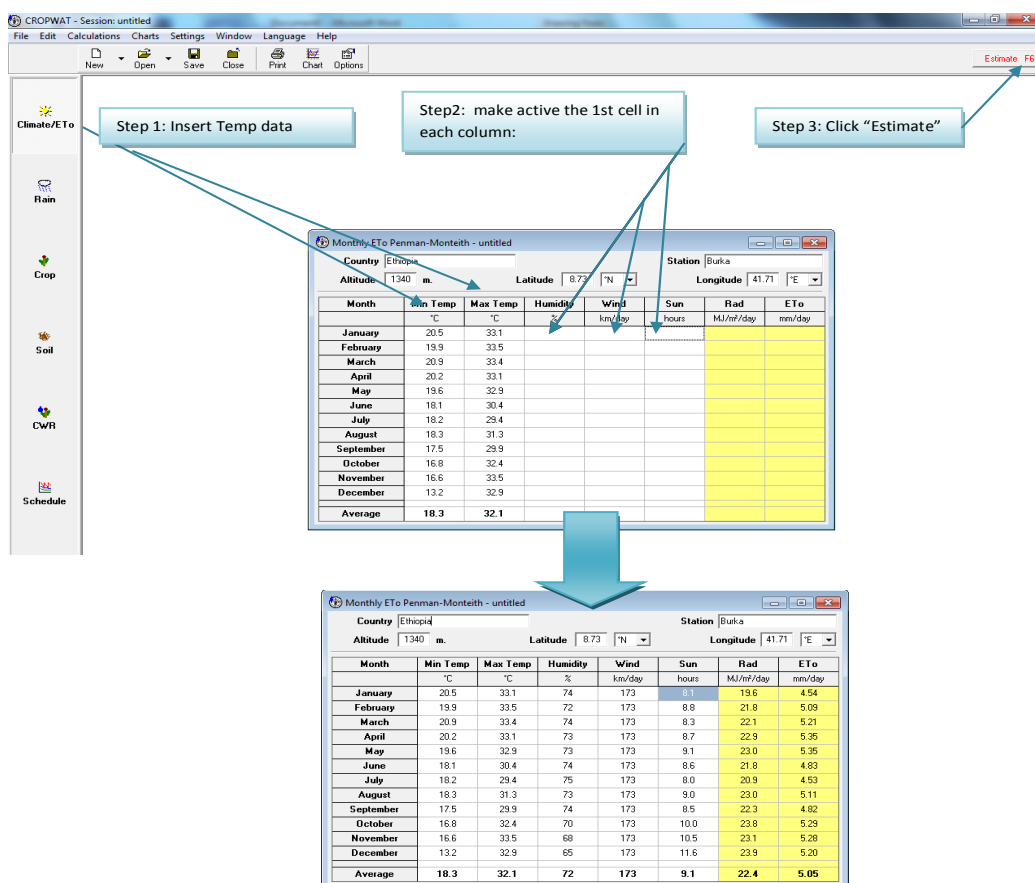 CROPWAT - Session: untitled
File Edit Calculations Charts Settings Window Language Help
New Open Save Close Print Chart Options Estimate F6
Climate/ETo
Rain
Crop
Soil
CWR
Schedule
Step 1: Insert Temp data
Step2: make active the 1st cell in
each column:
Step 3: Click “Estimate”
Monthly ETo Penman-Monteith - untitled
Country Ethiopia Station Burka
Altitude 1340 m. Latitude 8.73 °N Longitude 41.71 °E
Month Min Temp Max Temp Humidity Wind Sun Rad ETo
°C °C % km/day hours MJ/m²/day mm/day
January 20.5 33.1
February 19.9 33.5
March 20.9 33.4
April 20.2 33.1
May 19.6 32.9
June 18.1 30.4
July 18.2 29.4
August 18.3 31.3
September 17.5 29.9
October 16.8 32.4
November 16.6 33.5
December 13.2 32.9
Average 18.3 32.1
Monthly ETo Penman-Monteith - untitled
Country Ethiopia Station Burka
Altitude 1340 m. Latitude 8.73 °N Longitude 41.71 °E
Month Min Temp Max Temp Humidity Wind Sun Rad ETo
°C °C % km/day hours MJ/m²/day mm/day
January 20.5 33.1 74 173 8.1 19.6 4.54
February 19.9 33.5 72 173 8.8 21.8 5.09
March 20.9 33.4 74 173 8.3 22.1 5.21
April 20.2 33.1 73 173 8.7 22.9 5.35
May 19.6 32.9 73 173 9.1 23.0 5.35
June 18.1 30.4 74 173 8.6 21.8 4.83
July 18.2 29.4 75 173 8.0 20.9 4.53
August 18.3 31.3 73 173 9.0 23.0 5.11
September 17.5 29.9 74 173 8.5 22.3 4.82
October 16.8 32.4 70 173 10.0 23.8 5.29
November 16.6 33.5 68 173 10.5 23.1 5.28
December 13.2 32.9 65 173 11.6 23.9 5.20
Average 18.3 32.1 72 173 9.1 22.4 5.05